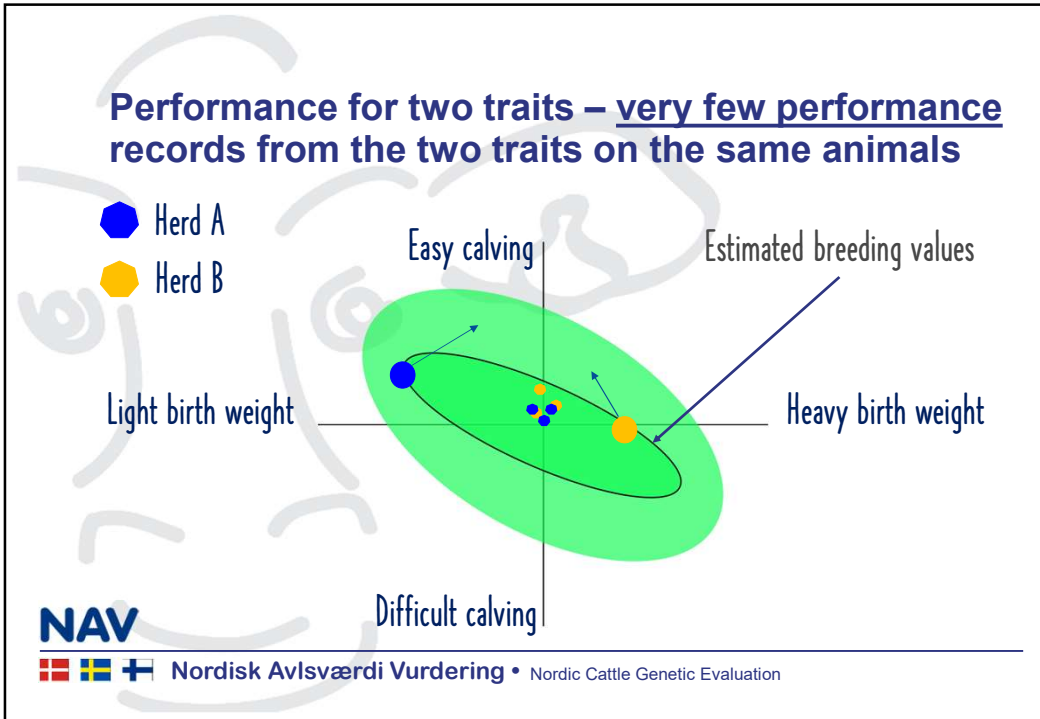 Performance for two traits – very few performance
records from the two traits on the same animals
Herd A
Herd B
Easy calving
Estimated breeding values
Light birth weight
Heavy birth weight
Difficult calving
NAV
Nordisk Avlsværdi Vurdering • Nordic Cattle Genetic Evaluation